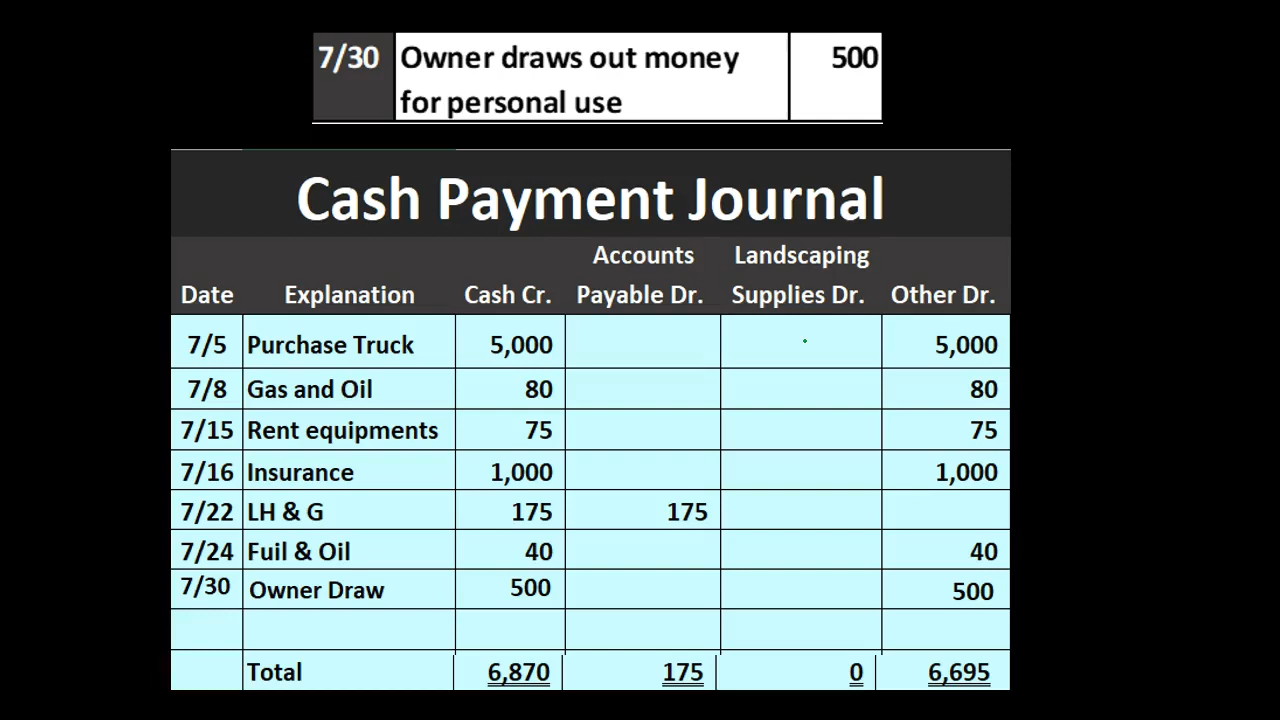 7/30 Owner draws out money 500
for personal use
Cash Payment Journal
Accounts Landscaping
Date Explanation Cash Cr. Payable Dr. Supplies Dr. Other Dr.
7/5 Purchase Truck 5,000 5,000
7/8 Gas and Oil 80 80
7/15 Rent equipments 75 75
7/16 Insurance 1,000 1,000
7/22 LH & G 175 175
7/24 Fuil & Oil 40 40
7/30 Owner Draw 500 500
Total 6,870 175 0 6,695